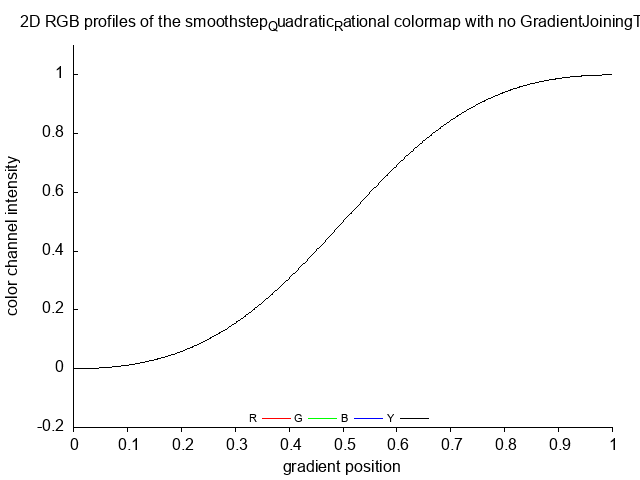 2D RGB profiles of the smoothstepQuadraticRational colormap with no GradientJoiningT
1
0.8
0.6
0.4
0.2
0
-0.2
color channel intensity
R G B Y
0 0.1 0.2 0.3 0.4 0.5 0.6 0.7 0.8 0.9 1
gradient position